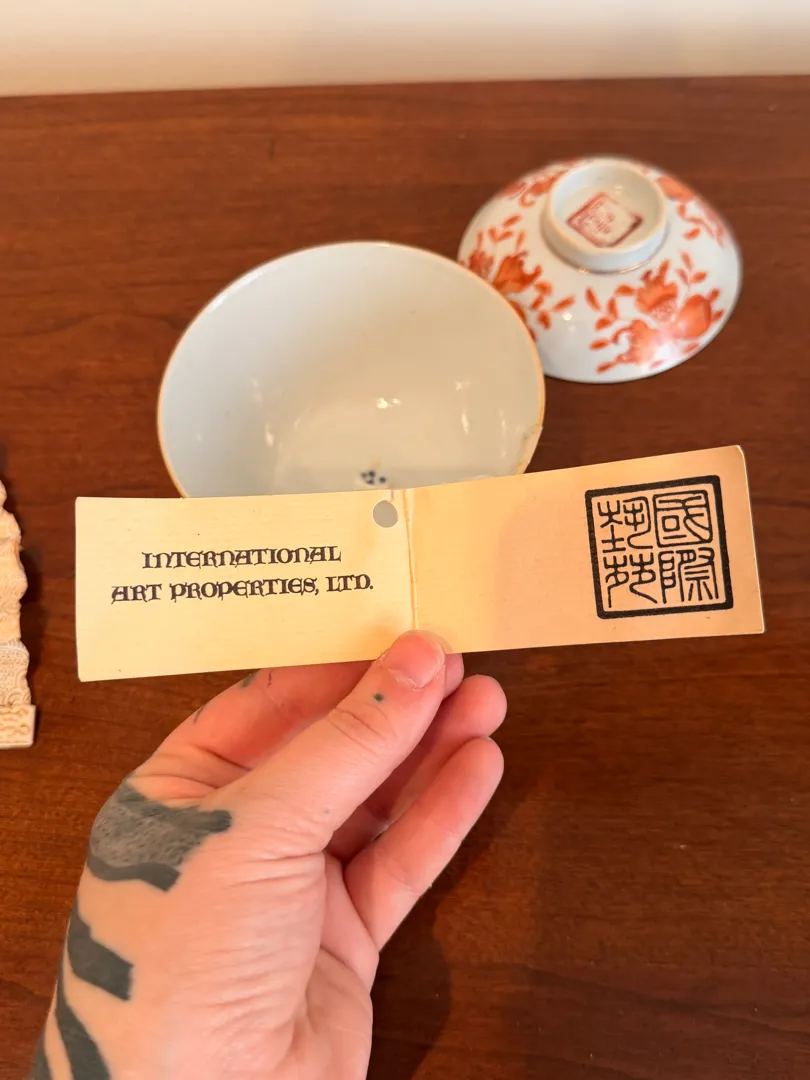 INTERNATIONAL
ART PROPERTIES, LTD.
國際